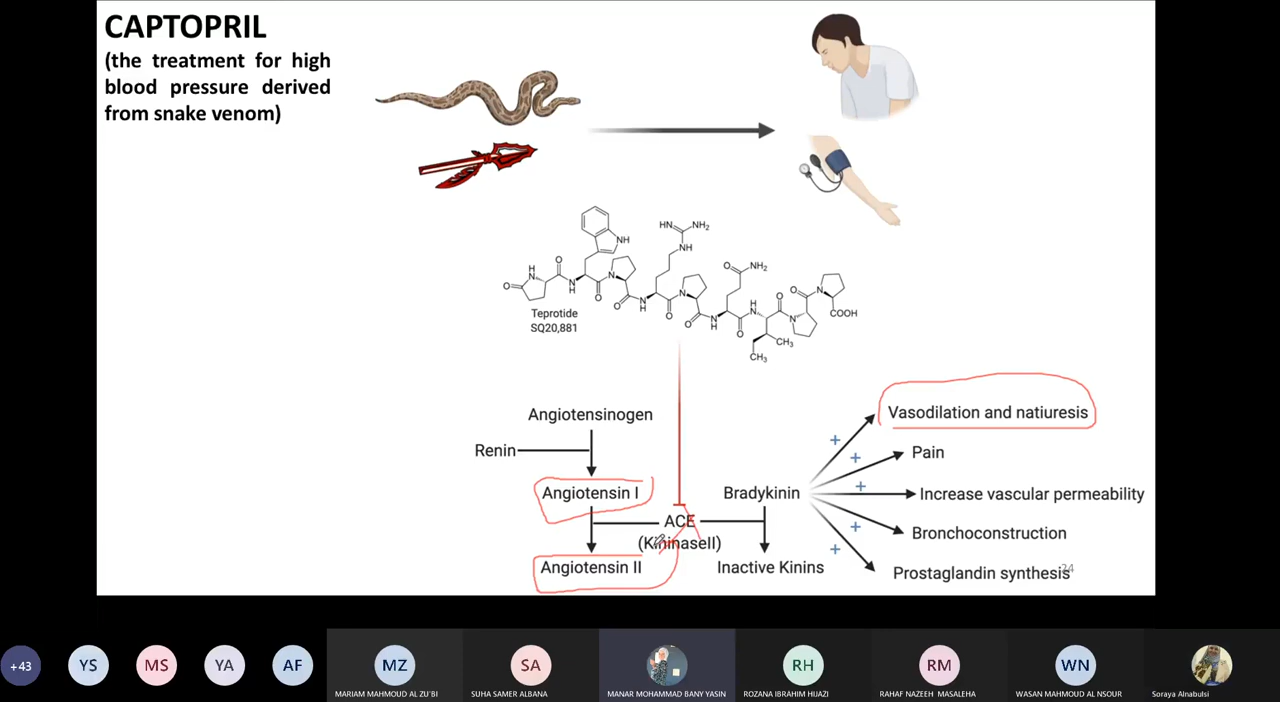 CAPTOPRIL
(the treatment for high
blood pressure derived
from snake venom)
HN
NH₂
NH
NH
O
NH₂
H
N
O
O
N
H
O
N
O
N
H
O
N
O
N
H
O
H
N
O
N
O
N
COOH
CH₃
CH₃
Teprotide
SQ20,881
Angiotensinogen
Renin
Angiotensin I
ACE
(KininaseII)
Angiotensin II
Bradykinin
Inactive Kinins
+
+
+
+
+
Vasodilation and natiuresis
Pain
Increase vascular permeability
Bronchoconstruction
Prostaglandin synthesis
24
+43
YS
MS
YA
AF
MZ
MARIAM MAHMOUD AL ZU'BI
SA
SUHA SAMER ALBANA
MANAR MOHAMMAD BANY YASIN
RH
ROZANA IBRAHIM HIJAZI
RM
RAHAF NAZEEH MASALEHA
WN
WASAN MAHMOUD AL NSOUR
Soraya Alnabulsi